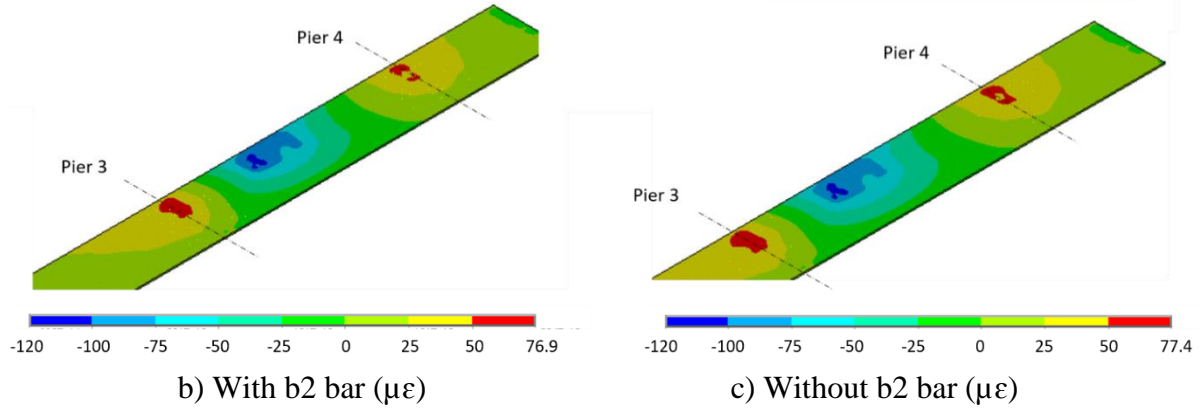 Pier 4
Pier 3
-120 -100 -75 -50 -25 0 25 50 76.9
b) With b2 bar (µε)
Pier 4
Pier 3
-120 -100 -75 -50 -25 0 25 50 77.4
c) Without b2 bar (µε)